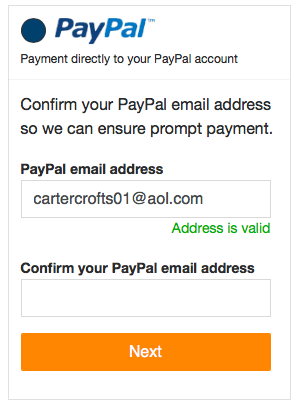 PayPal™
Payment directly to your PayPal account
Confirm your PayPal email address
so we can ensure prompt payment.
PayPal email address
cartercrofts01@aol.com
Address is valid
Confirm your PayPal email address
Next